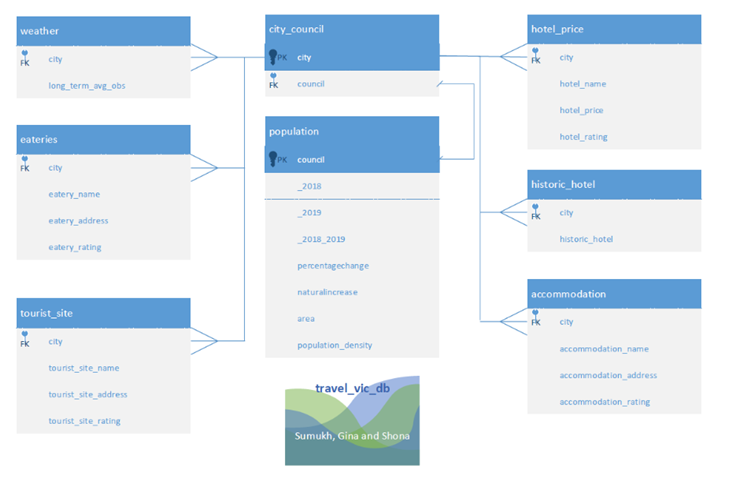 weather
FK city
long_term_avg_obs
eateries
FK city
eatery_name
eatery_address
eatery_rating
tourist_site
FK city
tourist_site_name
tourist_site_address
tourist_site_rating
city_council
PK city
FK council
population
PK council
_2018
_2019
_2018_2019
percentagechange
naturalincrease
area
population_density
travel_vic_db
Sumukh, Gina and Shona
hotel_price
FK city
hotel_name
hotel_price
hotel_rating
historic_hotel
FK city
historic_hotel
accommodation
FK city
accommodation_name
accommodation_address
accommodation_rating